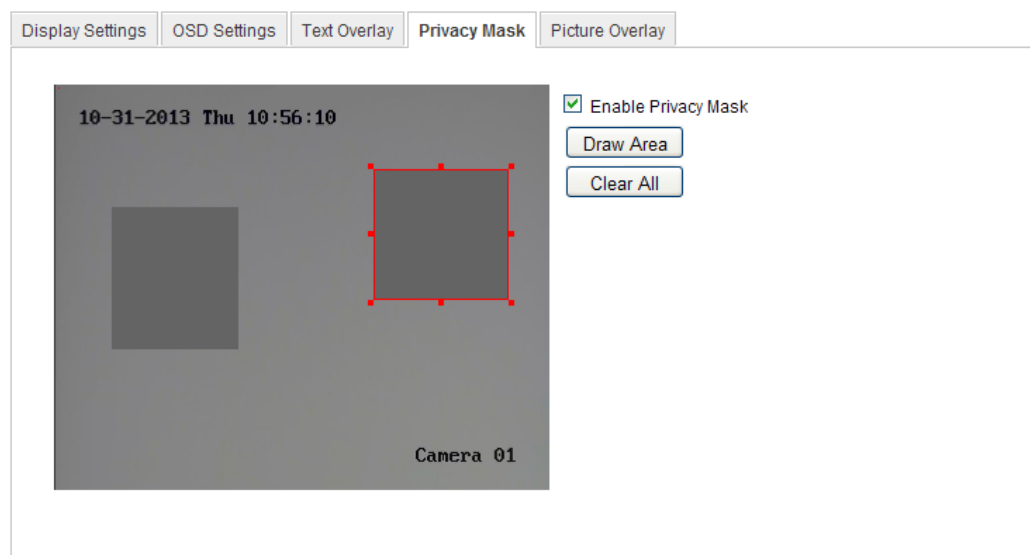 Display Settings OSD Settings Text Overlay Privacy Mask Picture Overlay
10-31-2013 Thu 10:56:10
Enable Privacy Mask
Draw Area
Clear All
Camera 01